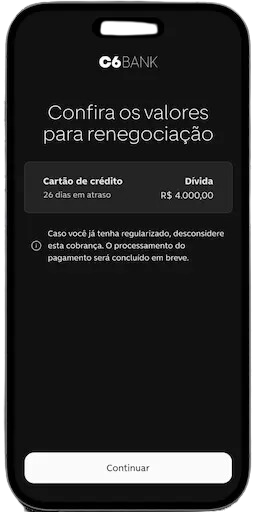 C6BANK
Confira os valores
para renegociação
Cartão de crédito Dívida
26 dias em atraso R$ 4.000,00
Caso você já tenha regularizado, desconsidere
esta cobrança. O processamento do
pagamento será concluído em breve.
Continuar